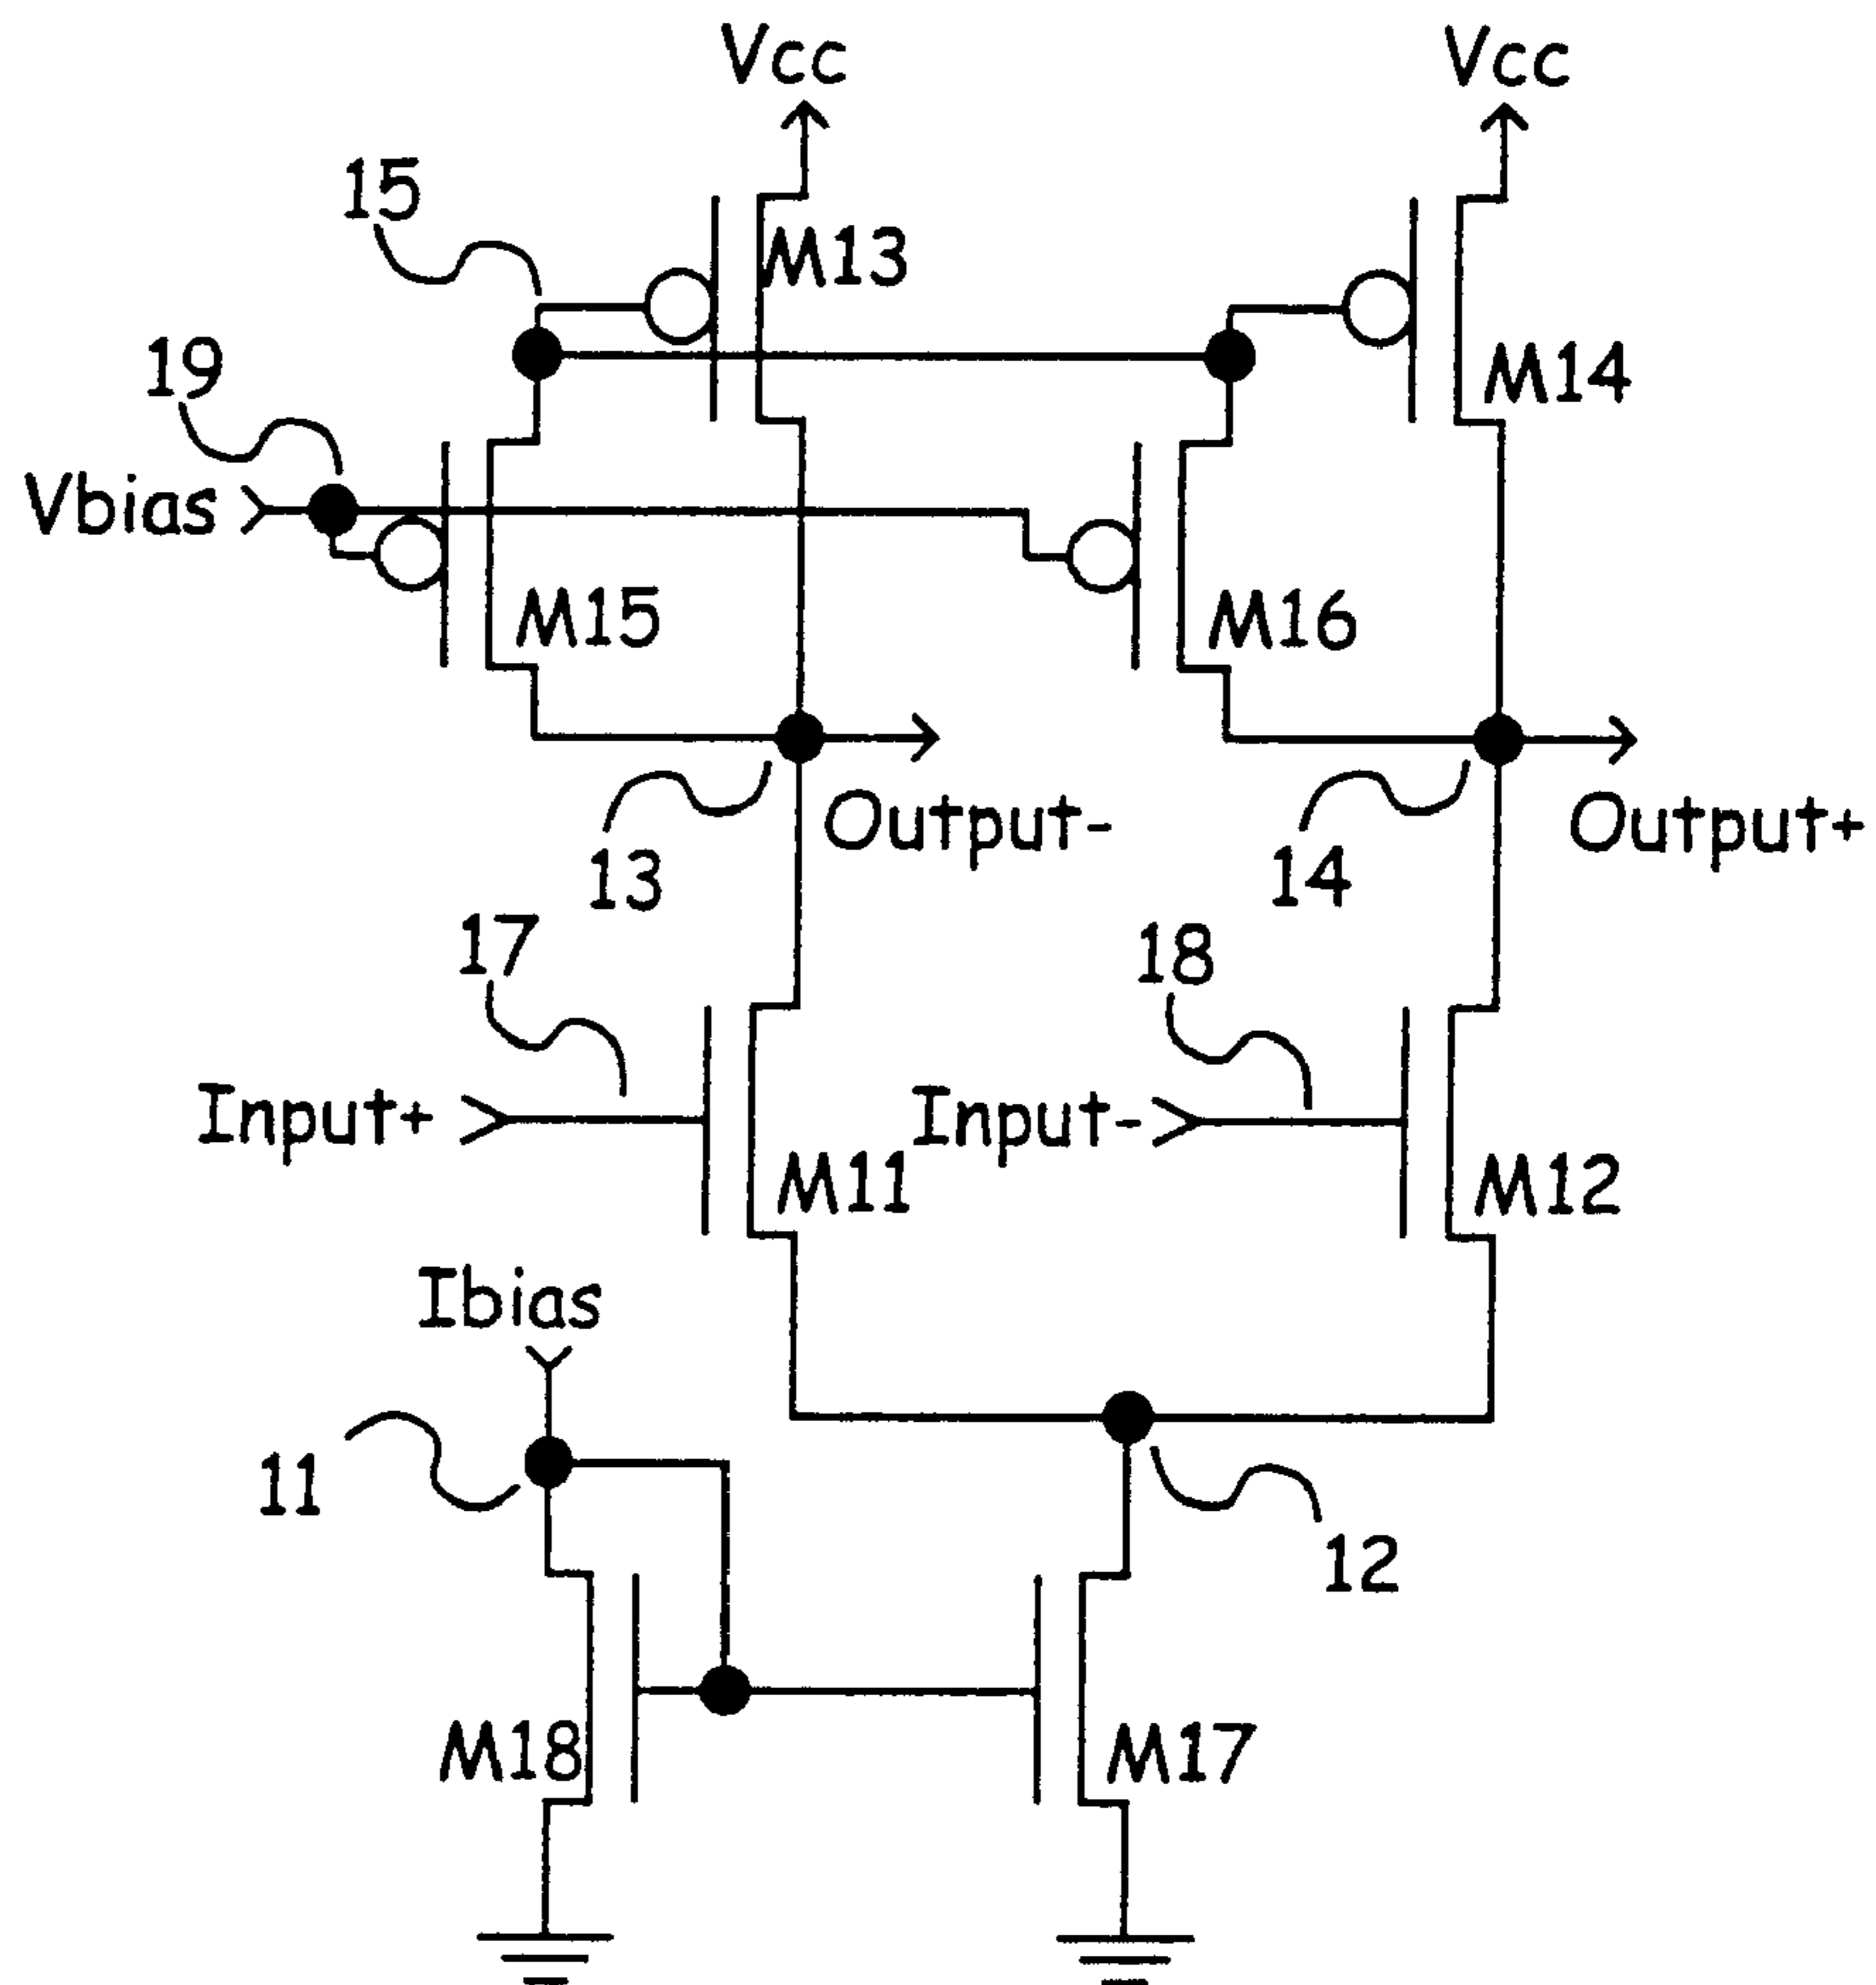 Vcc
Vcc
15
M13
19
M14
Vbias
M15
M16
Output-
Output+
13
14
17
18
Input+
Input-
M11
M12
Ibias
11
12
M18
M17